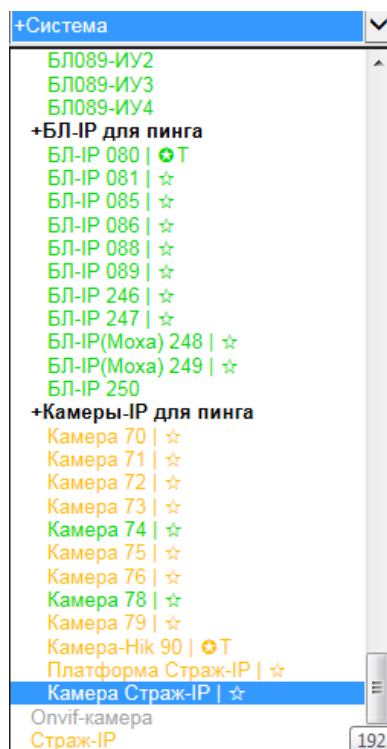 +Система
БЛ089-ИУ2
БЛ089-ИУ3
БЛ089-ИУ4
+БЛ-IP для пинга
БЛ-IP 080 | ✪T
БЛ-IP 081 | ☆
БЛ-IP 085 | ☆
БЛ-IP 086 | ☆
БЛ-IP 088 | ☆
БЛ-IP 089 | ☆
БЛ-IP 246 | ☆
БЛ-IP 247 | ☆
БЛ-IP(Моха) 248 | ☆
БЛ-IP(Моха) 249 | ☆
БЛ-IP 250
+Камеры-IP для пинга
Камера 70 | ☆
Камера 71 | ☆
Камера 72 | ☆
Камера 73 | ☆
Камера 74 | ☆
Камера 75 | ☆
Камера 76 | ☆
Камера 78 | ☆
Камера 79 | ☆
Камера-Hik 90 | ✪T
Платформа Страж-IP | ☆
Камера Страж-IP | ☆
Onvif-камера
Страж-IP
192